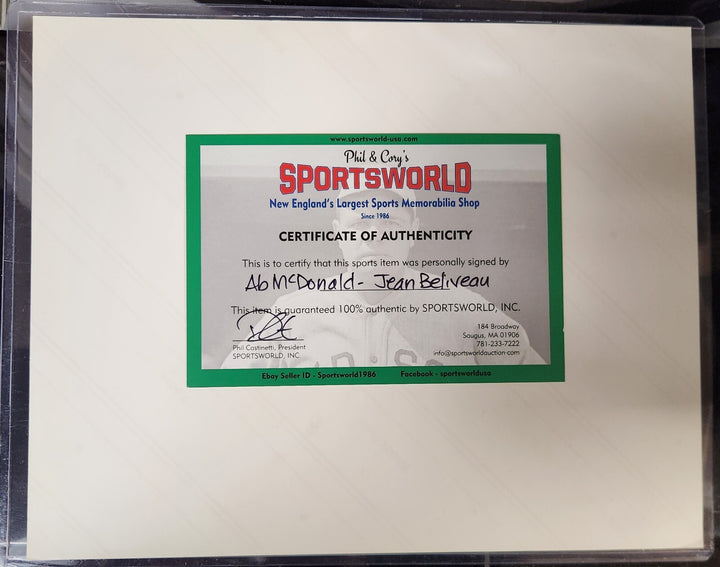 www.sportsworld-usa.com
Phil & Cory's
SPORTSWORLD
New England's Largest Sports Memorabilia Shop
Since 1986
CERTIFICATE OF AUTHENTICITY
This is to certify that this sports item was personally signed by
Ab McDonald - Jean Beliveau
This item is guaranteed 100% authentic by SPORTSWORLD, INC.
Phil Castinetti, President
SPORTSWORLD, INC
184 Broadway
Saugus, MA 01906
781-233-7222
info@sportsworldauction.com
Ebay Seller ID - Sportsworld1986 Facebook - sportsworldusa